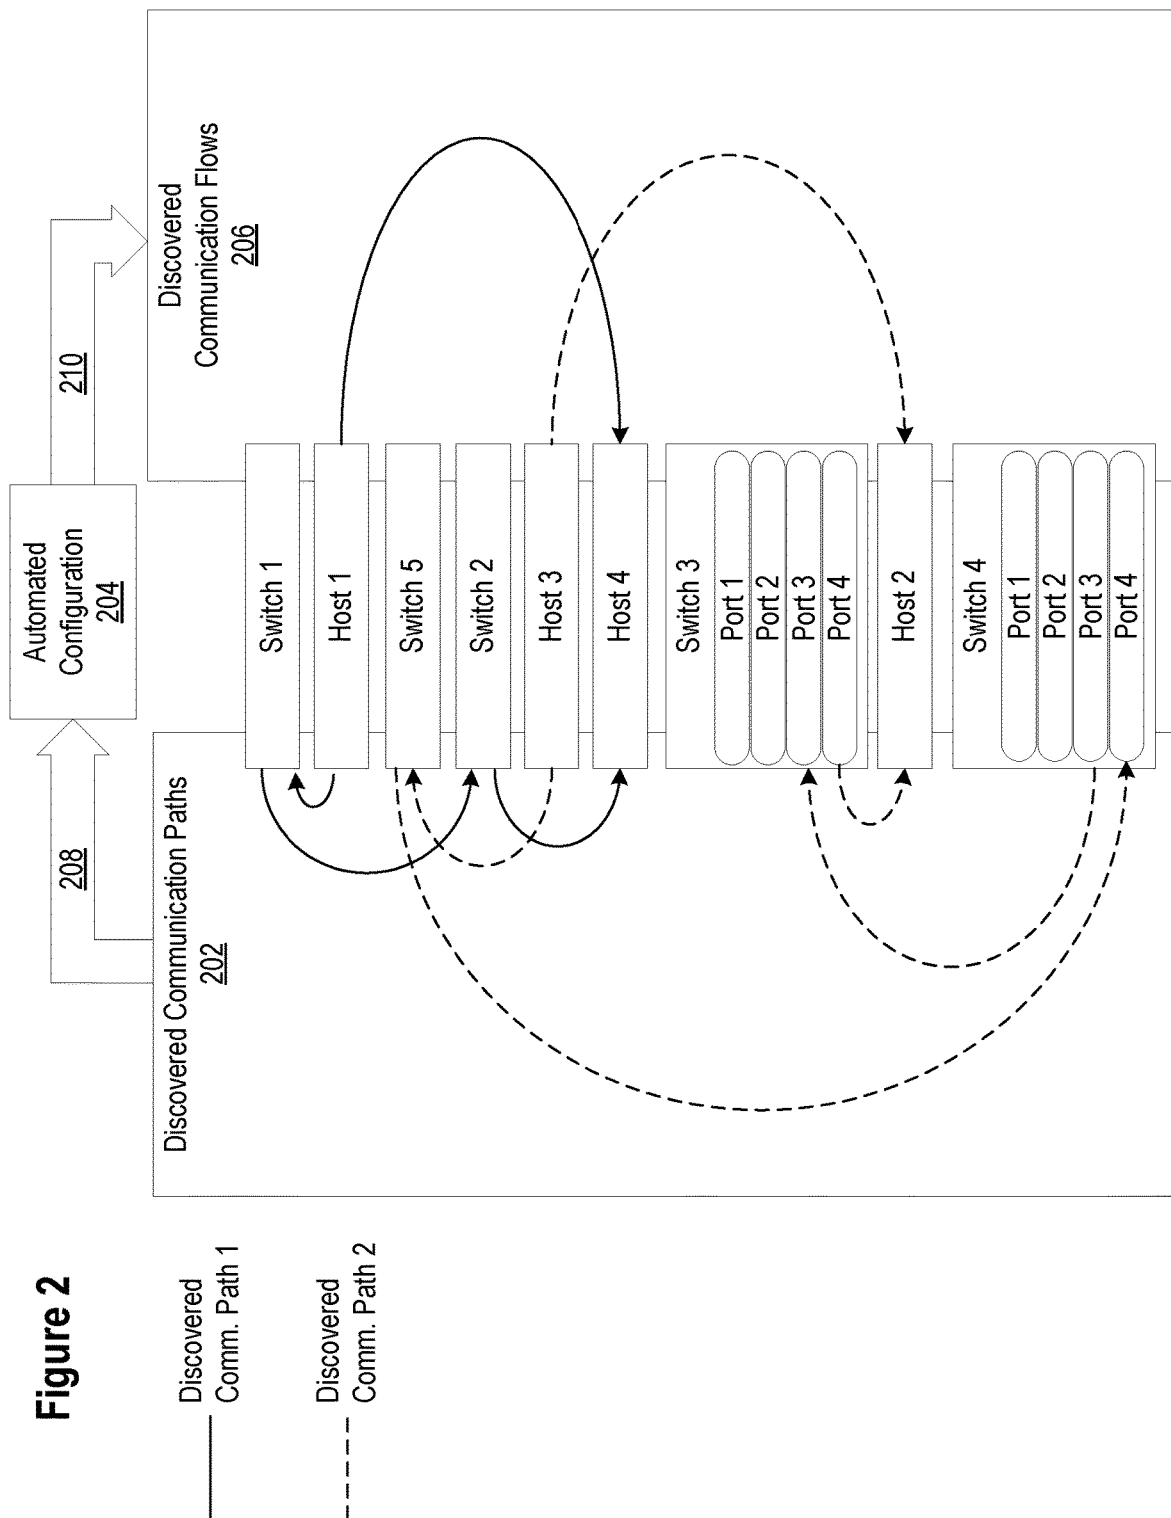 Figure 2
Discovered
Comm. Path 1
Discovered
Comm. Path 2
208
Automated
Configuration
204
210
Discovered Communication Paths
202
Discovered
Communication Flows
206
Switch 1
Host 1
Switch 5
Switch 2
Host 3
Host 4
Switch 3
Port 1
Port 2
Port 3
Port 4
Host 2
Switch 4
Port 1
Port 2
Port 3
Port 4